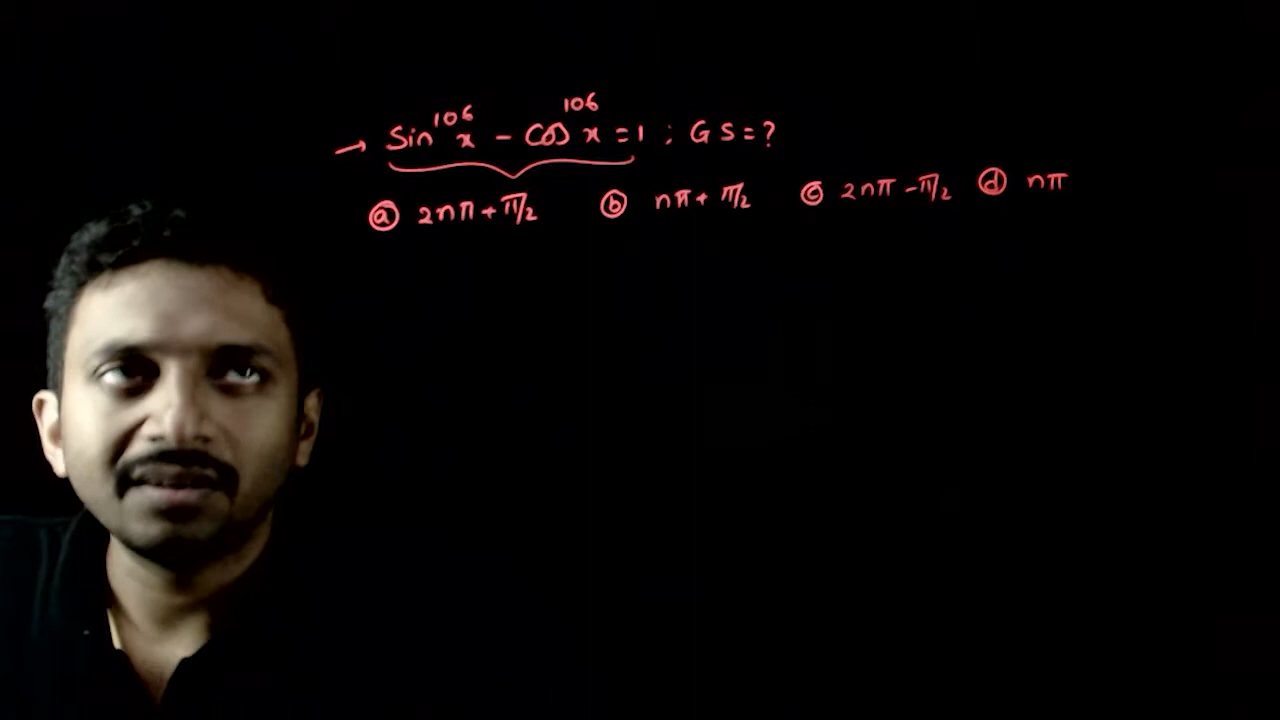 → Sin¹⁰⁶x - Cos¹⁰⁶x = 1 ; G S = ?
ⓐ 2nπ + π/2 ⓑ nπ + π/2 ⓒ 2nπ - π/2 ⓓ nπ